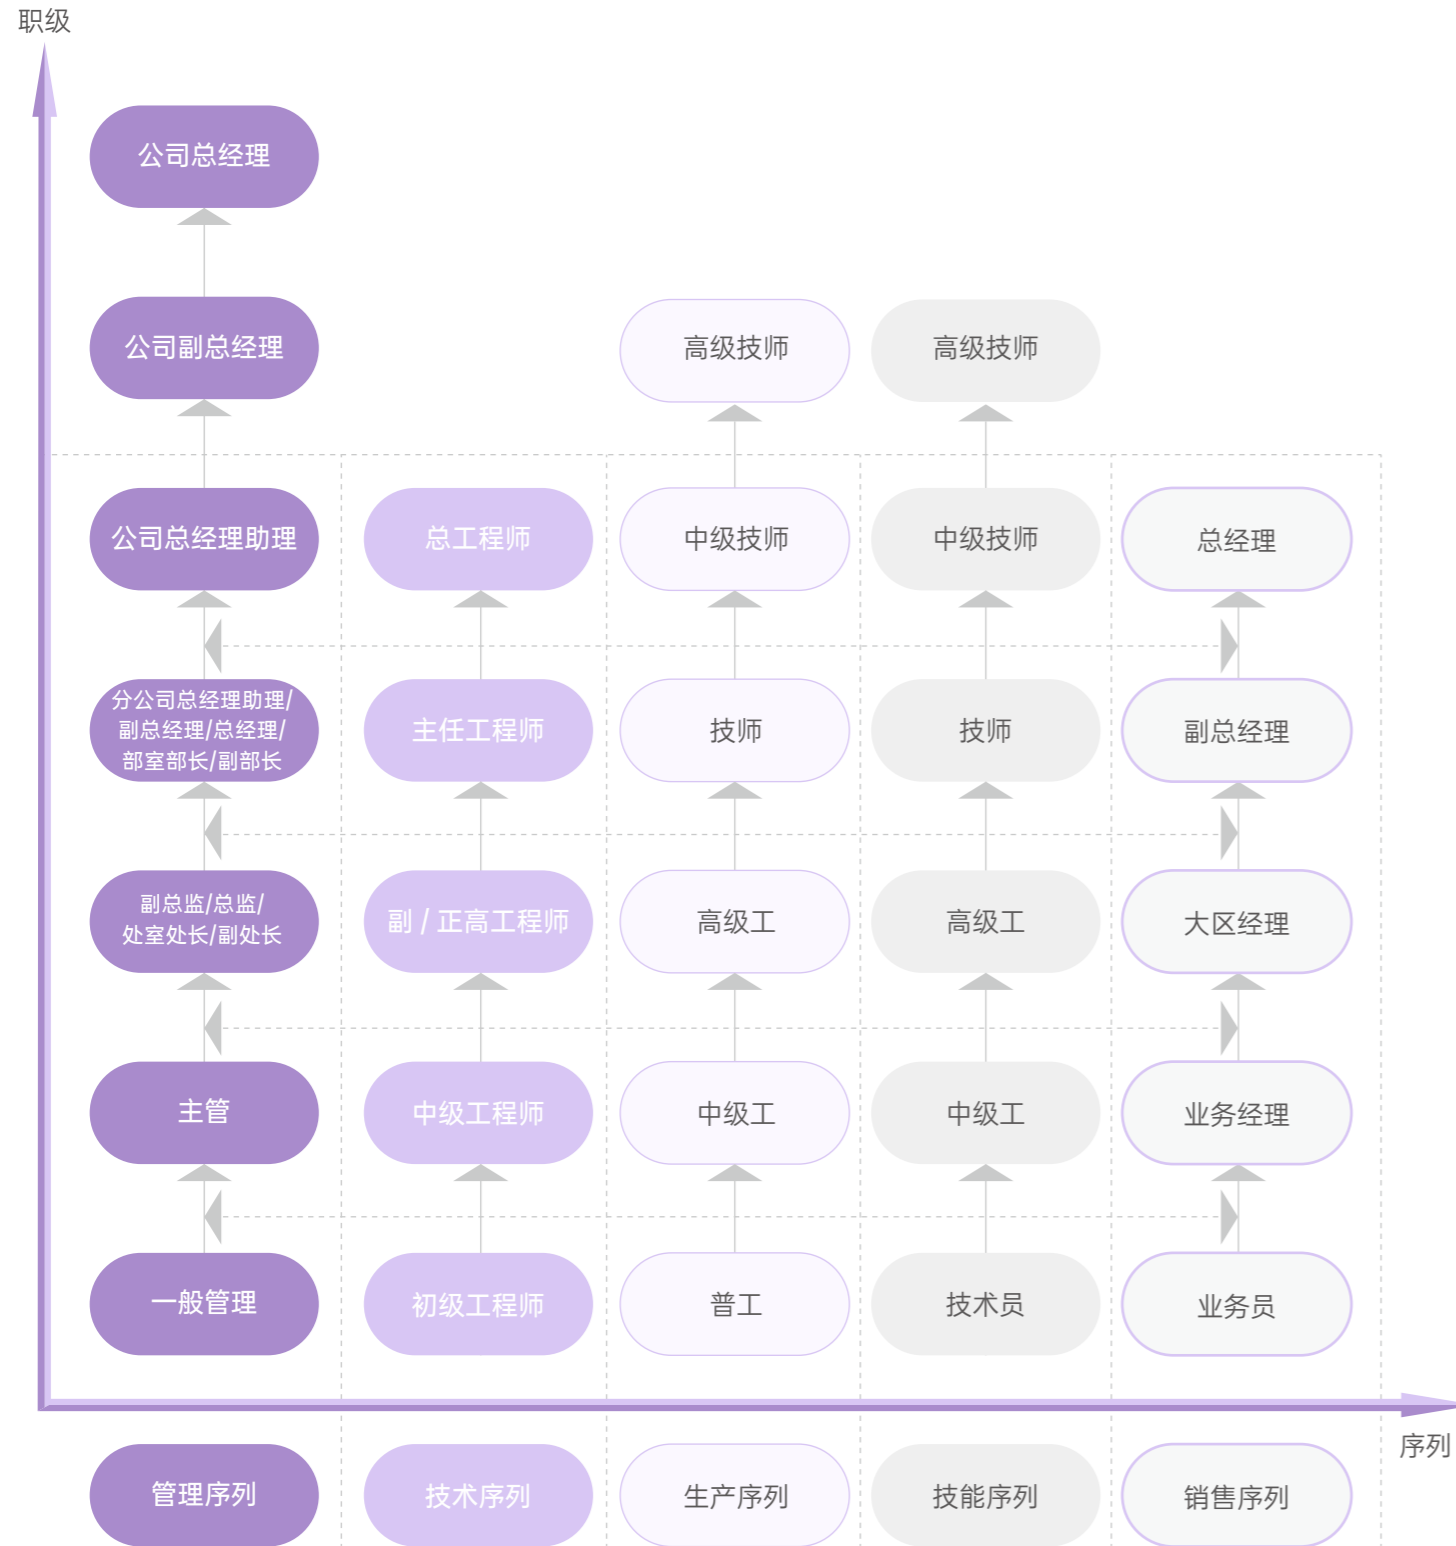 职级
公司总经理
公司副总经理
高级技师
高级技师
公司总经理助理
总工程师
中级技师
中级技师
总经理
分公司总经理助理/
副总经理/总经理/
部室部长/副部长
主任工程师
技师
技师
副总经理
副总监/总监/
处室处长/副处长
副 / 正高工程师
高级工
高级工
大区经理
主管
中级工程师
中级工
中级工
业务经理
一般管理
初级工程师
普工
技术员
业务员
序列
管理序列
技术序列
生产序列
技能序列
销售序列